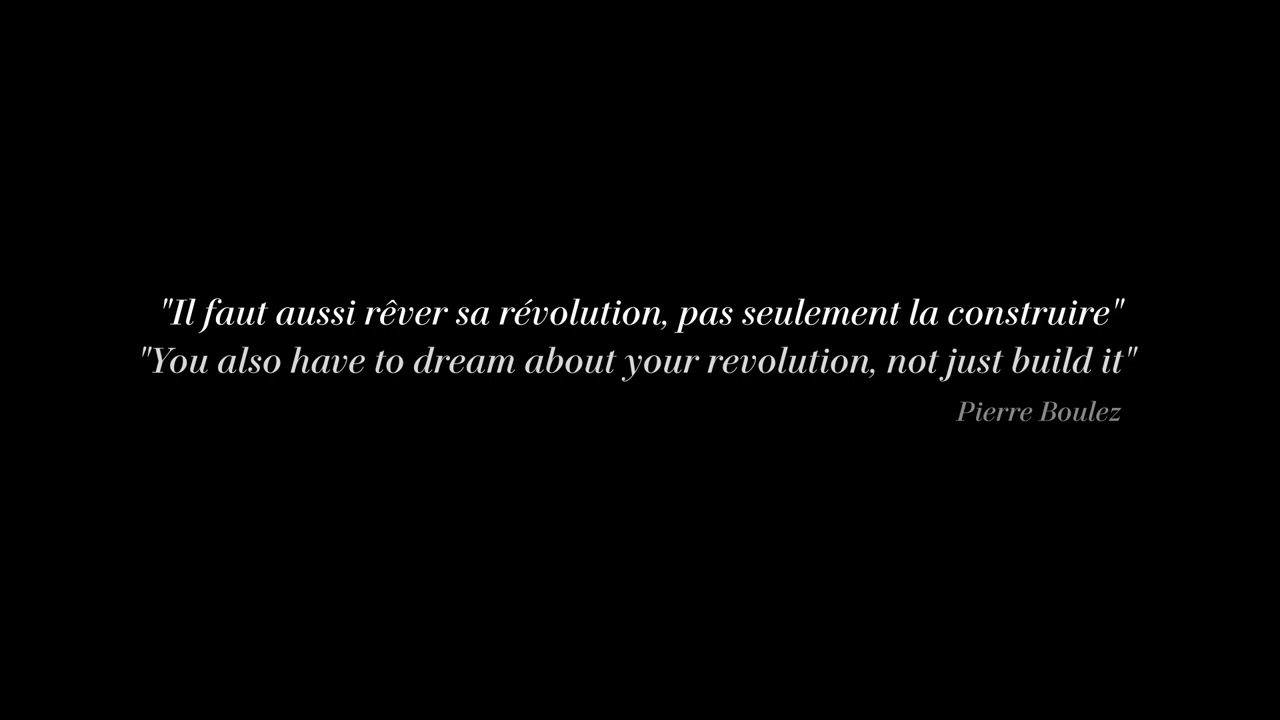 "Il faut aussi rêver sa révolution, pas seulement la construire"
"You also have to dream about your revolution, not just build it"
Pierre Boulez